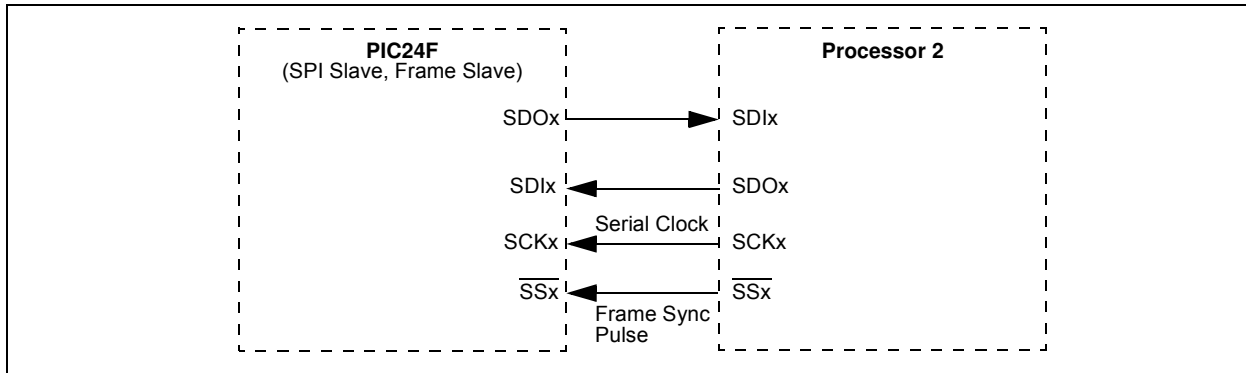 PIC24F
(SPI Slave, Frame Slave)
Processor 2
SDOx
SDIx
SDIx
SDOx
Serial Clock
SCKx
SCKx
SSx
SSx
Frame Sync
Pulse